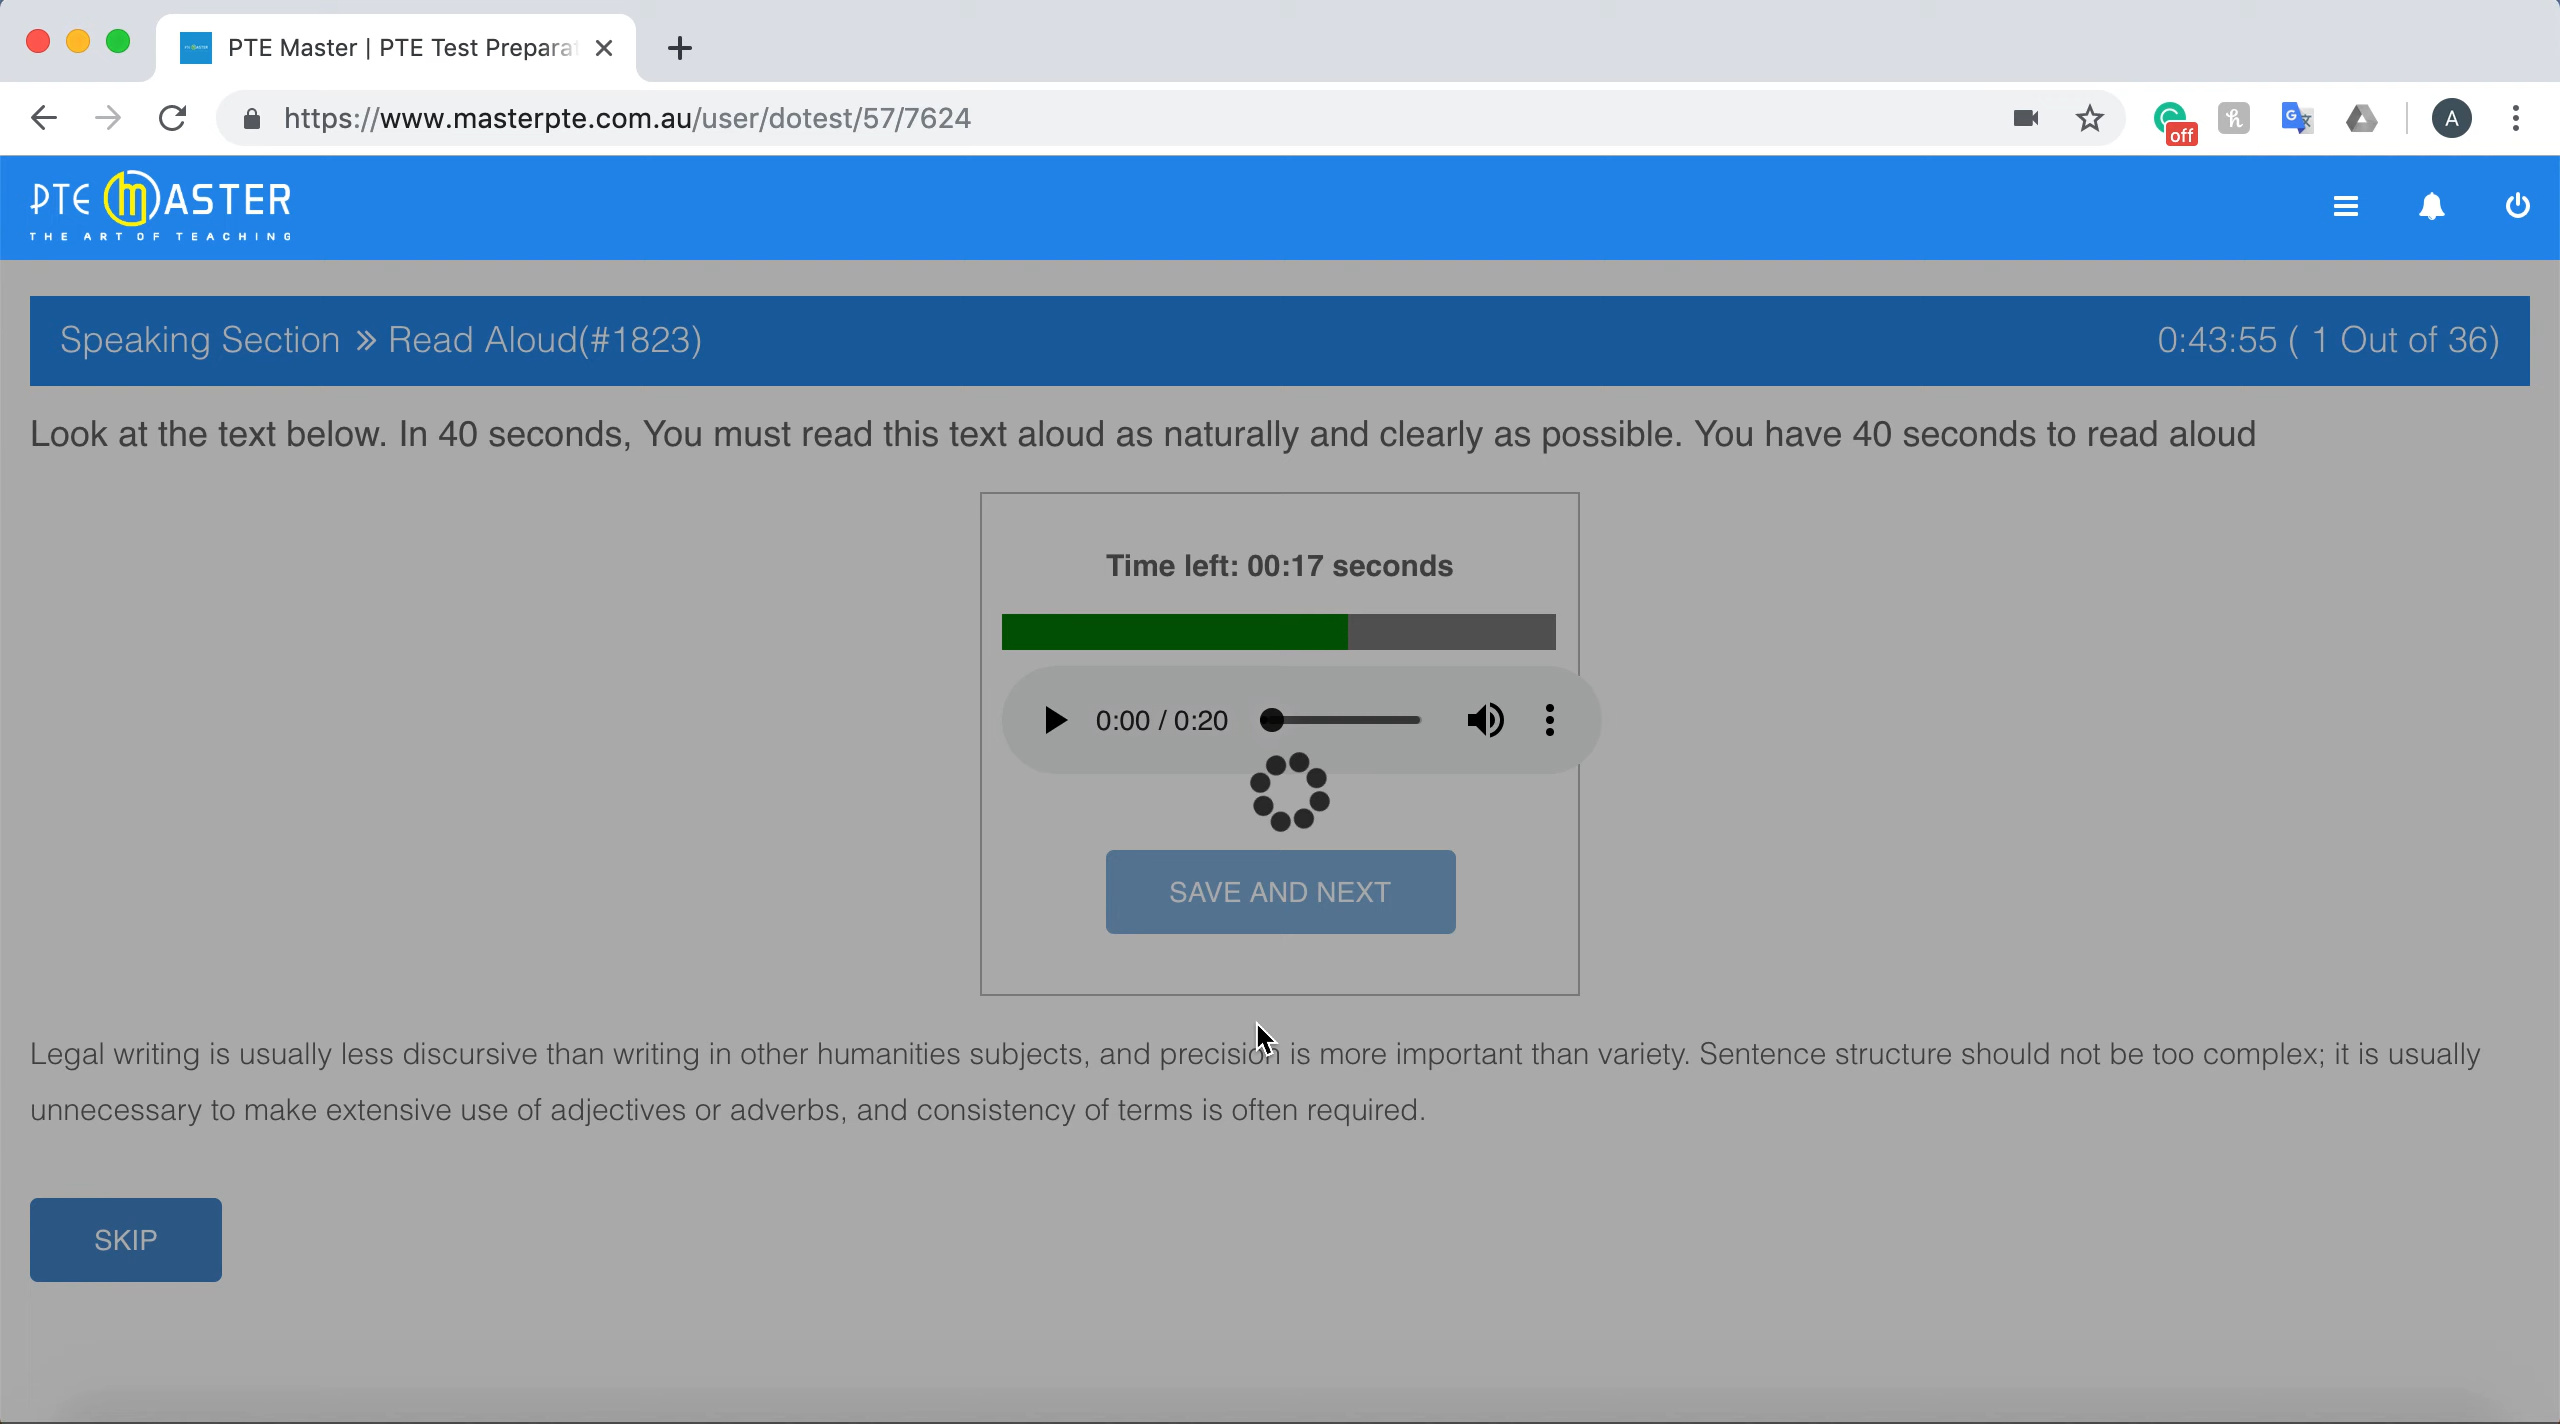 PTE Master | PTE Test Prepara
https://www.masterpte.com.au/user/dotest/57/7624
off
A
PTE MASTER
THE ART OF TEACHING
Speaking Section » Read Aloud(#1823)
0:43:55 ( 1 Out of 36)
Look at the text below. In 40 seconds, You must read this text aloud as naturally and clearly as possible. You have 40 seconds to read aloud
Time left: 00:17 seconds
0:00 / 0:20
SAVE AND NEXT
Legal writing is usually less discursive than writing in other humanities subjects, and precision is more important than variety. Sentence structure should not be too complex; it is usually
unnecessary to make extensive use of adjectives or adverbs, and consistency of terms is often required.
SKIP